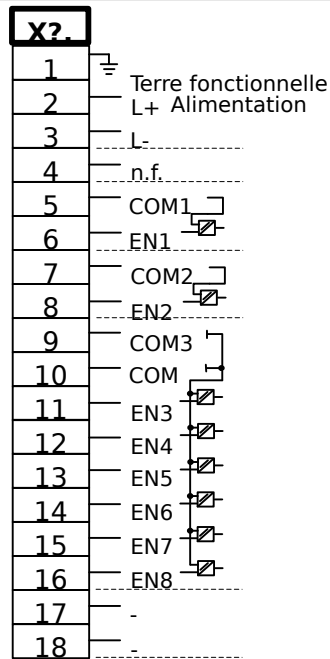 X?.
1
Terre fonctionnelle
2 L+ Alimentation
3 L-
4 n.f.
5 COM1
6 EN1
7 COM2
8 EN2
9 COM3
10 COM
11 EN3
12 EN4
13 EN5
14 EN6
15 EN7
16 EN8
17 -
18 -